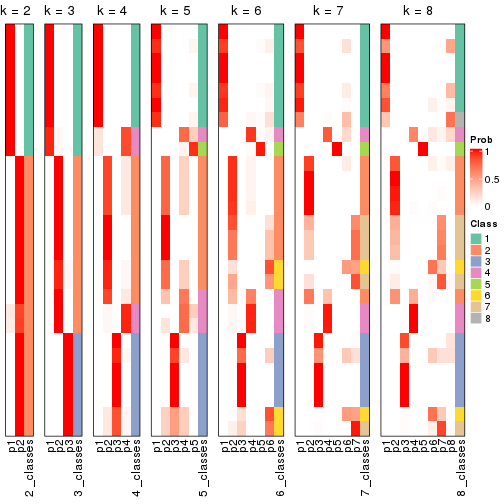 k = 2 k = 3 k = 4 k = 5 k = 6 k = 7 k = 8
Prob
1
0.5
0
Class
1
2
3
4
5
6
7
8
p1 p2 2_classes p1 p2 p3 3_classes p1 p2 p3 p4 4_classes p1 p2 p3 p4 p5 5_classes p1 p2 p3 p4 p5 p6 6_classes p1 p2 p3 p4 p5 p6 p7 7_classes p1 p2 p3 p4 p5 p6 p7 p8 8_classes